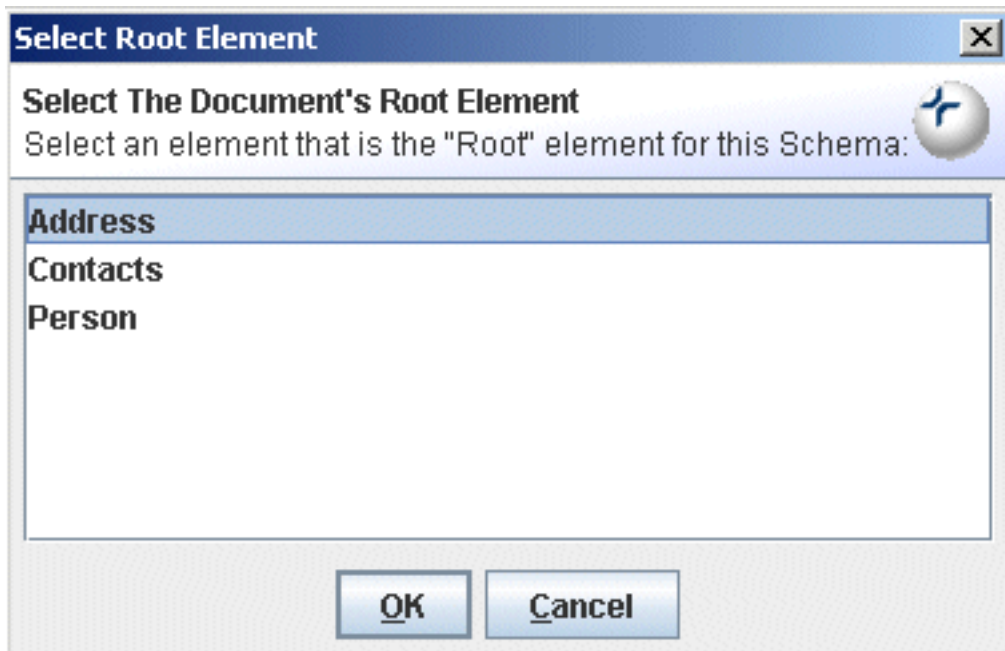 Select Root Element
Select The Document's Root Element
Select an element that is the "Root" element for this Schema:
Address
Contacts
Person
OK
Cancel